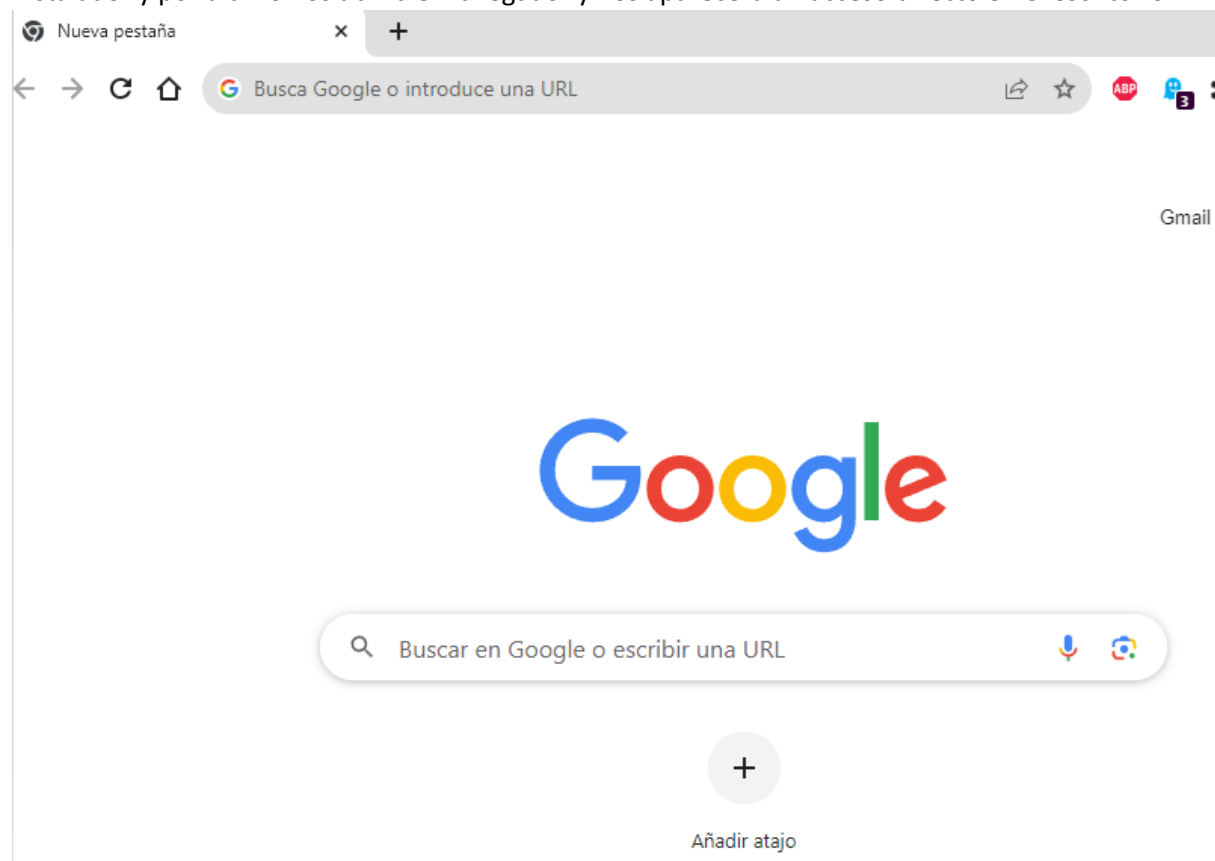 Nueva pestaña
Busca Google o introduce una URL
ABP
3
Gmail
Google
Buscar en Google o escribir una URL
Añadir atajo